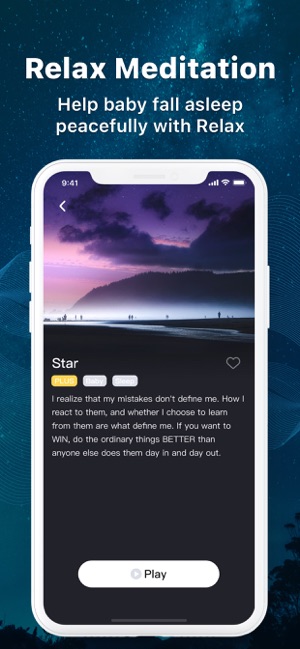 Relax Meditation
Help baby fall asleep
peacefully with Relax
9:41
Star
PLUS Baby Sleep
I realize that my mistakes don't define me. How I
react to them, and whether I choose to learn
from them are what define me. If you want to
WIN, do the ordinary things BETTER than
anyone else does them day in and day out.
Play